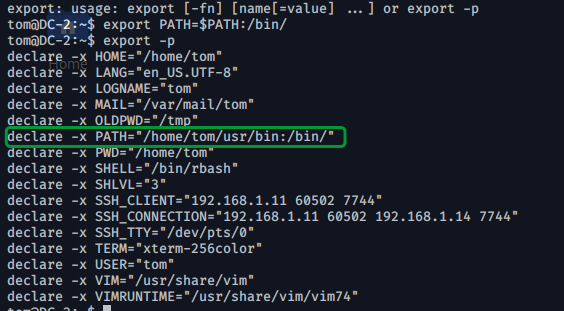 export: usage: export [-fn] [name[=value] ...] or export -p
tom@DC-2:~$ export PATH=$PATH:/bin/
tom@DC-2:~$ export -p
declare -x HOME="/home/tom"
Home
declare -x LANG="en_US.UTF-8"
declare -x LOGNAME="tom"
declare -x MAIL="/var/mail/tom"
declare -x OLDPWD="/tmp"
declare -x PATH="/home/tom/usr/bin:/bin/"
declare -x PWD="/home/tom"
declare -x SHELL="/bin/rbash"
declare -x SHLVL="3"
declare -x SSH_CLIENT="192.168.1.11 60502 7744"
declare -x SSH_CONNECTION="192.168.1.11 60502 192.168.1.14 7744"
declare -x SSH_TTY="/dev/pts/0"
declare -x TERM="xterm-256color"
declare -x USER="tom"
declare -x VIM="/usr/share/vim"
declare -x VIMRUNTIME="/usr/share/vim/vim74"
tom@DC-2:~$